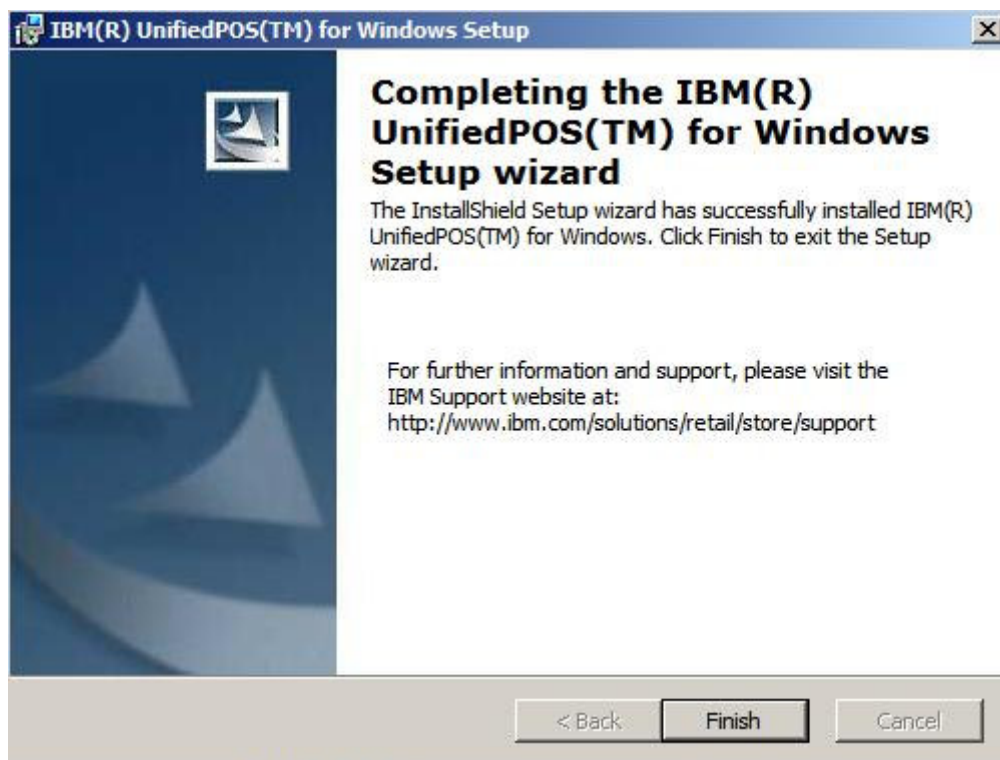 IBM(R) UnifiedPOS(TM) for Windows Setup
Completing the IBM(R)
UnifiedPOS(TM) for Windows
Setup wizard
The InstallShield Setup wizard has successfully installed IBM(R)
UnifiedPOS(TM) for Windows. Click Finish to exit the Setup
wizard.
For further information and support, please visit the
IBM Support website at:
http://www.ibm.com/solutions/retail/store/support
< Back Finish Cancel